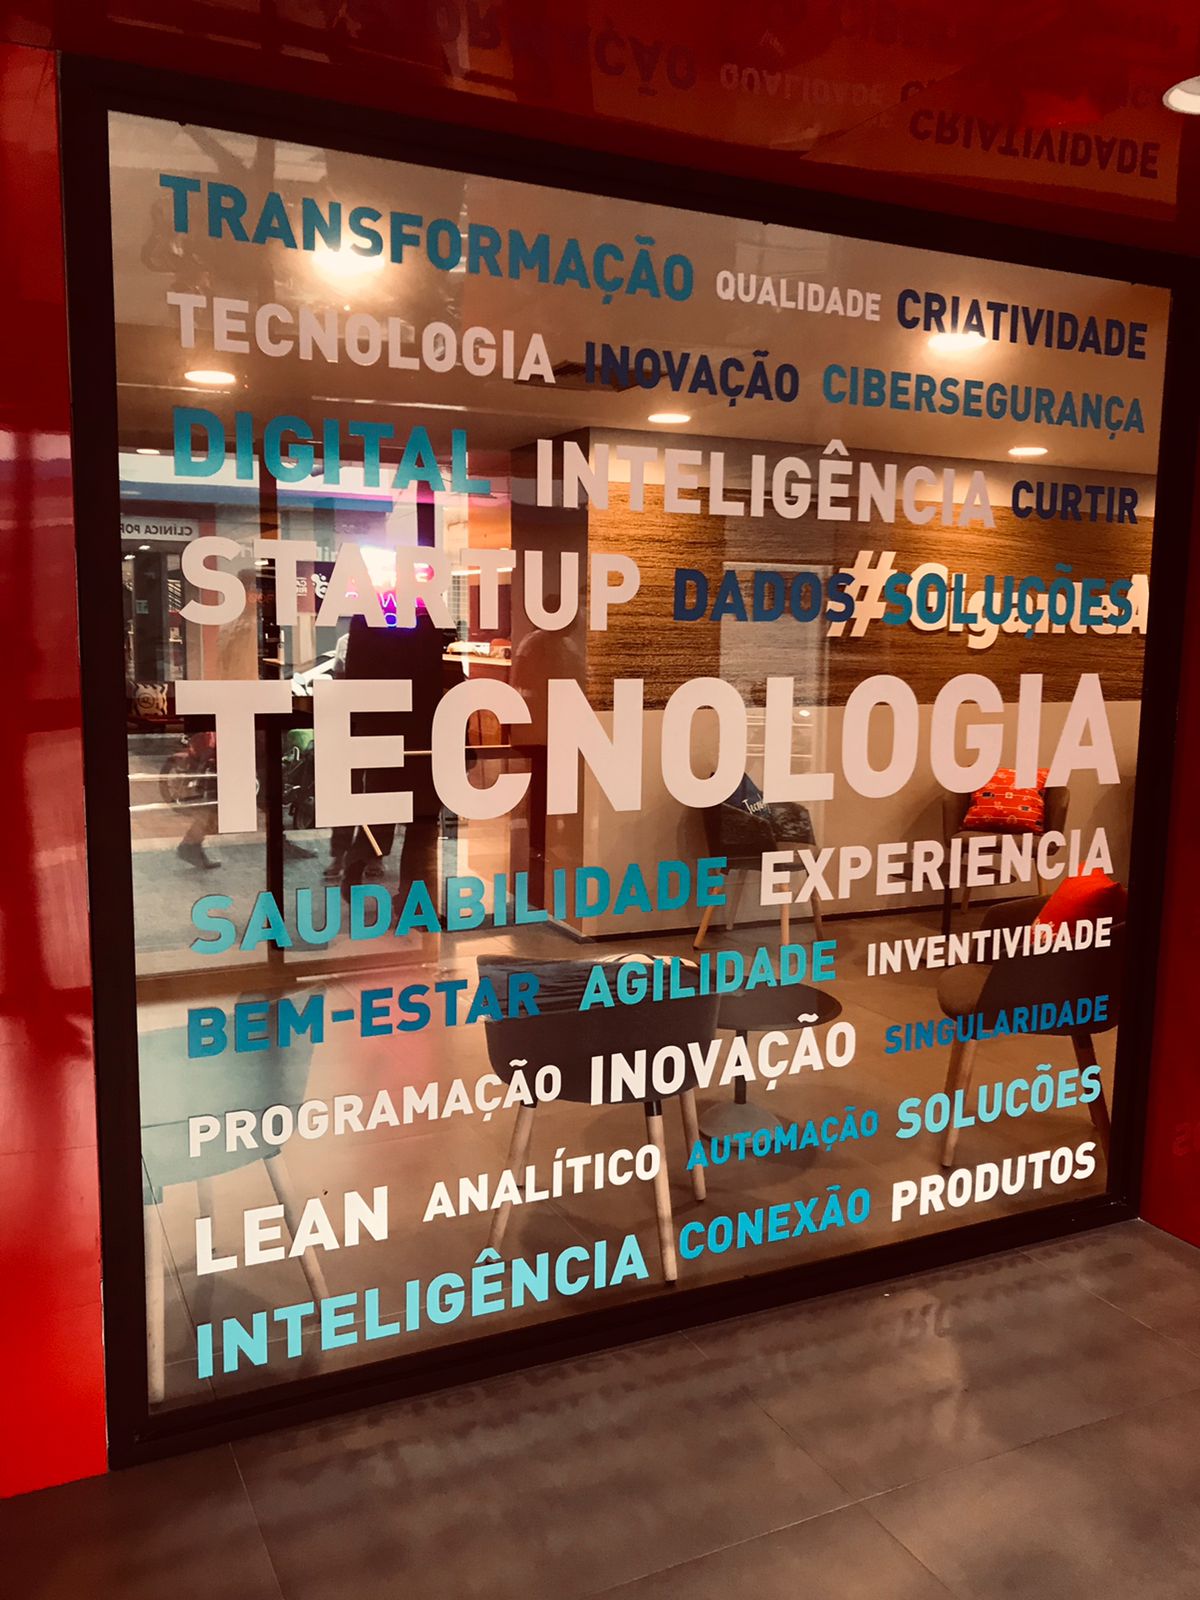 TRANSFORMAÇÃO QUALIDADE CRIATIVIDADE
TECNOLOGIA INOVAÇÃO CIBERSEGURANÇA
DIGITAL INTELIGÊNCIA CURTIR
STARTUP DADOS SOLUÇÕES
TECNOLOGIA
SAUDABILIDADE EXPERIENCIA
BEM-ESTAR AGILIDADE INVENTIVIDADE
PROGRAMAÇÃO INOVAÇÃO SINGULARIDADE
LEAN ANALÍTICO AUTOMAÇÃO SOLUCÕES
INTELIGÊNCIA CONEXÃO PRODUTOS